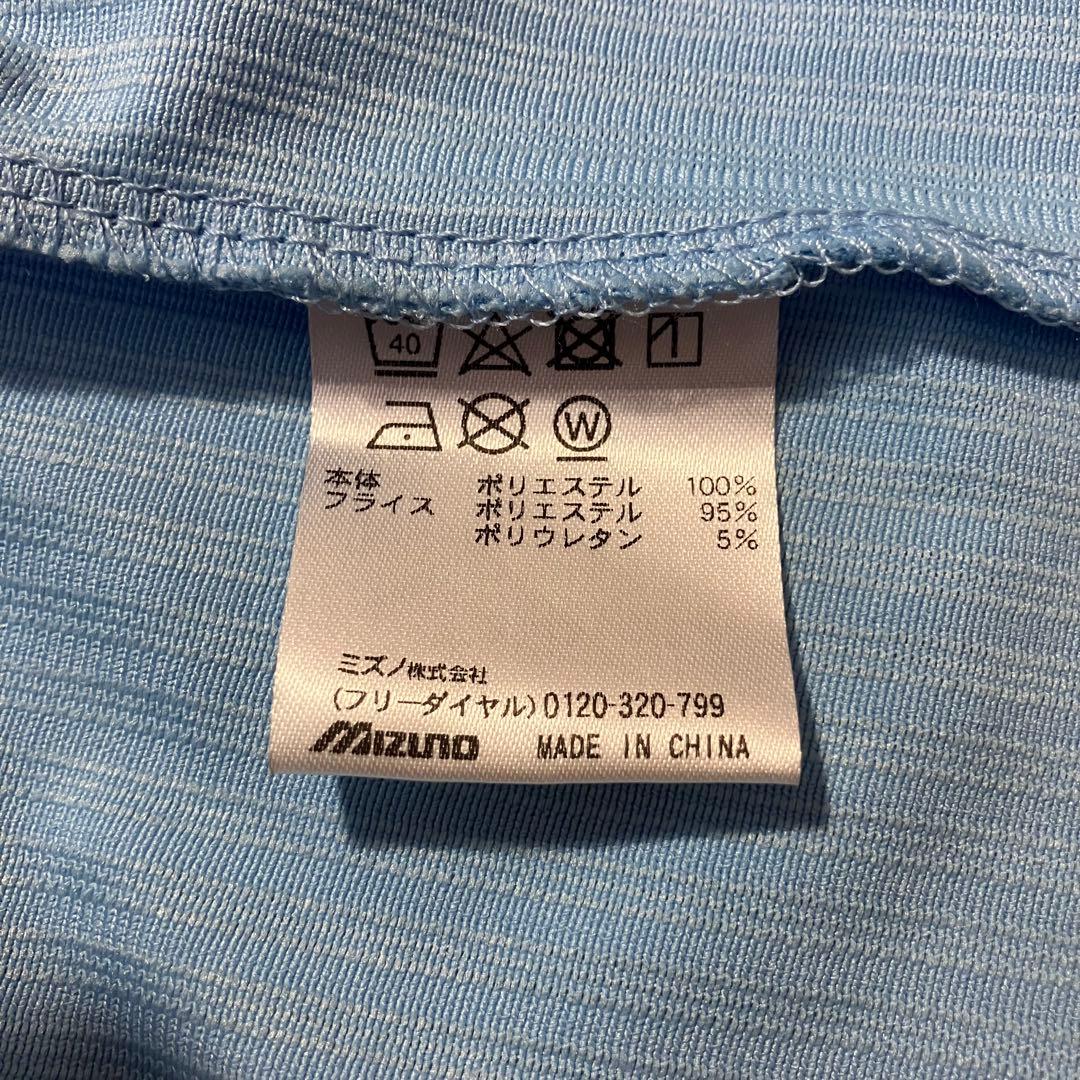 40
W
本体 ポリエステル 100%
フライス ポリエステル 95%
ポリウレタン 5%
ミズノ株式会社
(フリーダイヤル)0120-320-799
MIZUNO MADE IN CHINA